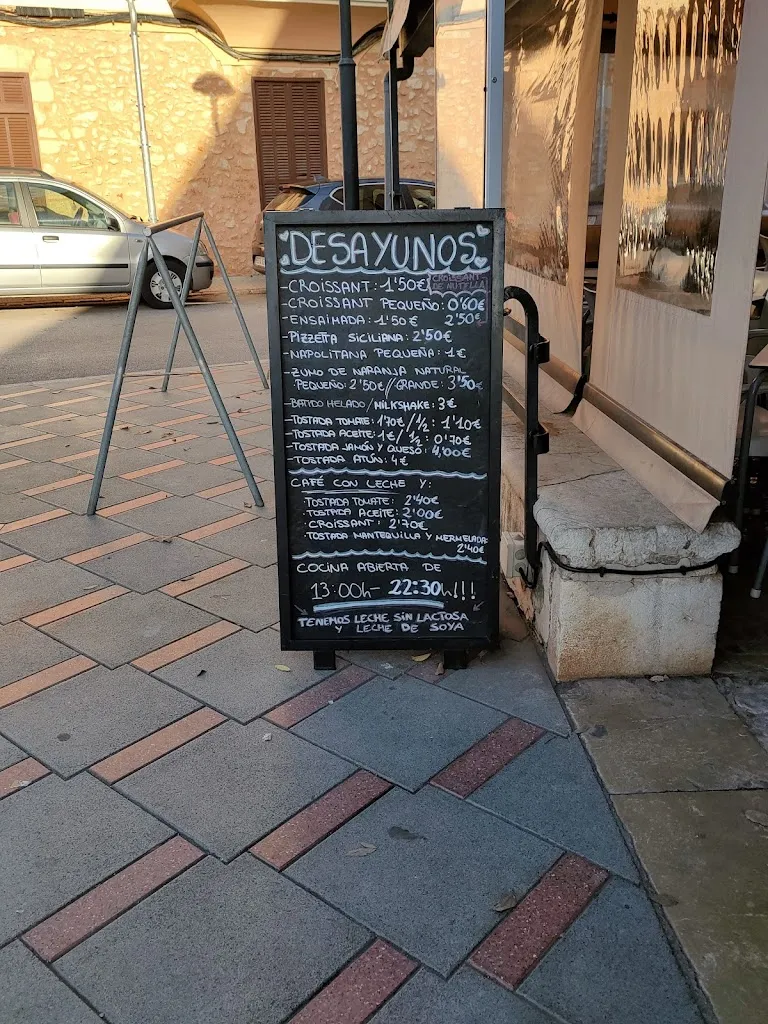 DESAYUNOS
- CROISSANT: 1'50€
CROISSANT DE NUTELLA
2'50€
- CROISSANT PEQUEÑO: 0'60€
- ENSAIMADA: 1'50€
- PIZZETTA SICILIANA: 2'50€
- NAPOLITANA PEQUEÑA: 1€
- ZUMO DE NARANJA NATURAL
PEQUEÑO: 2'50€ // GRANDE: 3'50€
- BATIDO HELADO / MILKSHAKE: 3€
- TOSTADA TOMATE: 1'70€ / 1/2: 1'10€
- TOSTADA ACEITE: 1€ / 1/2: 0'70€
- TOSTADA JAMÓN Y QUESO: 4,00€
- TOSTADA ATÚN: 4€
CAFÉ CON LECHE Y:
· TOSTADA TOMATE: 2'40€
· TOSTADA ACEITE: 2'00€
· CROISSANT: 2'70€
· TOSTADA MANTEQUILLA Y MERMELADA:
2'40€
COCINA ABIERTA DE
13:00h- 22:30h!!!
TENEMOS LECHE SIN LACTOSA
Y LECHE DE SOYA